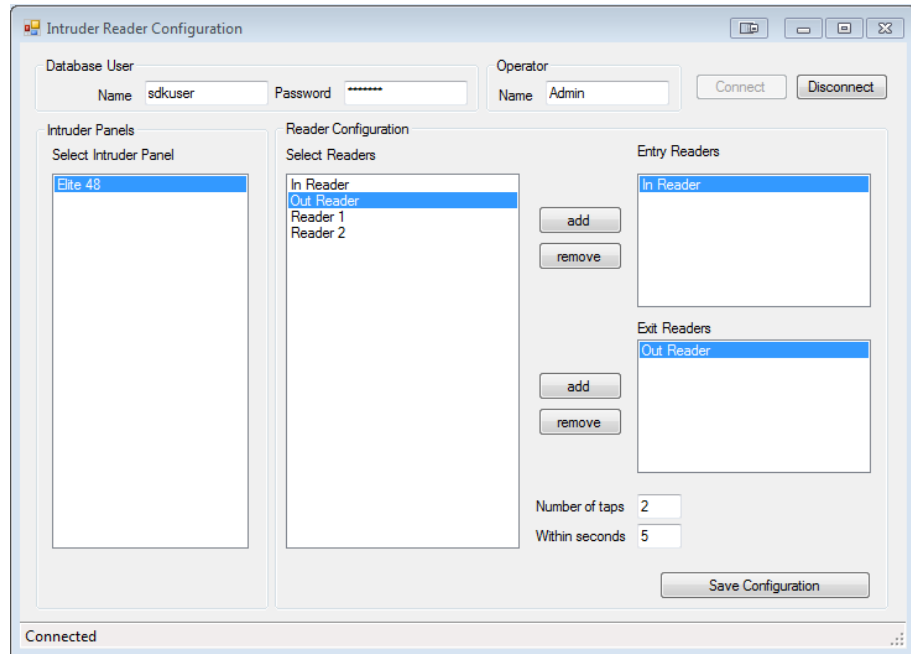 Intruder Reader Configuration
Database User
Name sdkuser Password *******
Operator
Name Admin
Connect Disconnect
Intruder Panels
Select Intruder Panel
Elite 48
Reader Configuration
Select Readers
In Reader
Out Reader
Reader 1
Reader 2
add
remove
Entry Readers
In Reader
Exit Readers
Out Reader
add
remove
Number of taps 2
Within seconds 5
Save Configuration
Connected